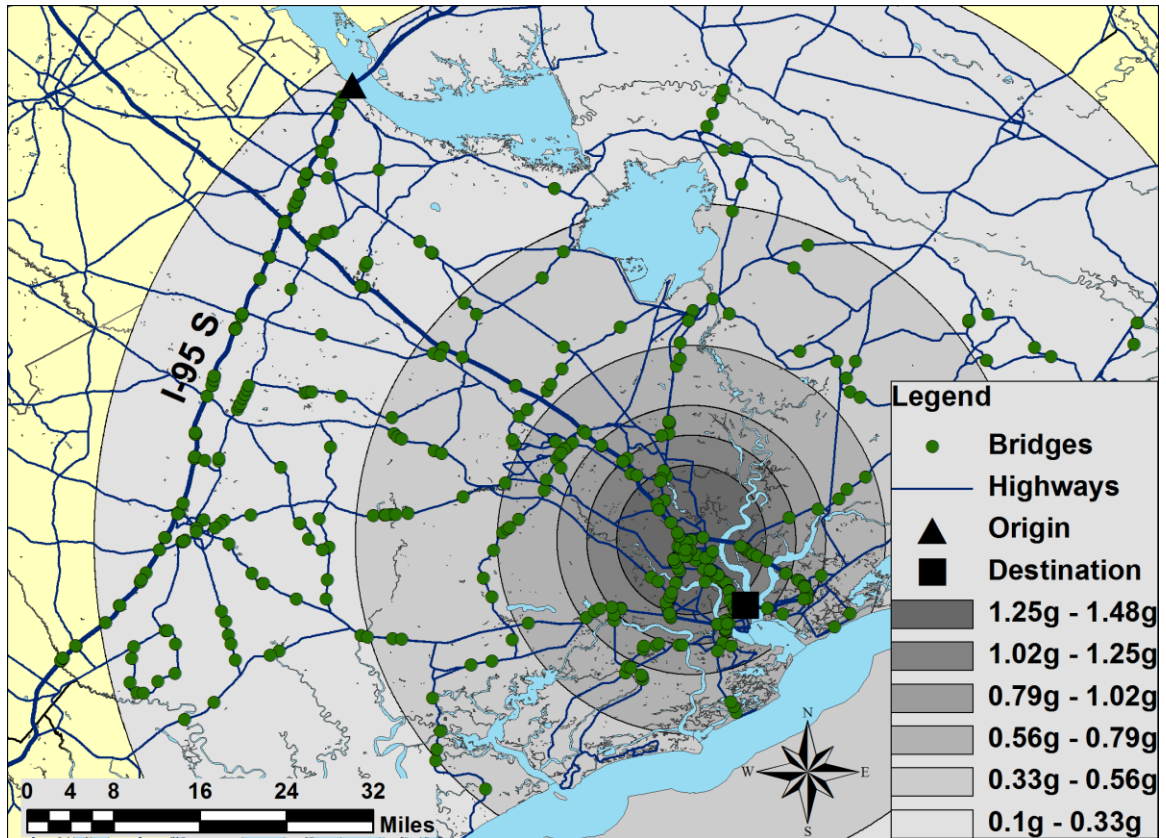 I-95 S
Legend
Bridges
Highways
Origin
Destination
1.25g - 1.48g
1.02g - 1.25g
0.79g - 1.02g
0.56g - 0.79g
0.33g - 0.56g
0.1g - 0.33g
N
W E
S
0 4 8 16 24 32
Miles